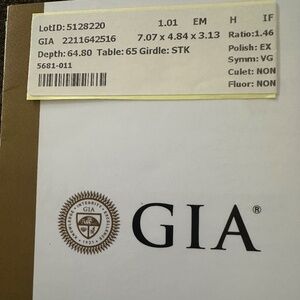 LotID: 5128220 1.01 EM H IF
GIA 2211642516 7.07 x 4.84 x 3.13 Ratio:1.46
Depth: 64.80 Table: 65 Girdle: STK Polish: EX
5681-011 Symm: VG
Culet: NON
Fluor: NON
GIA
GIA®